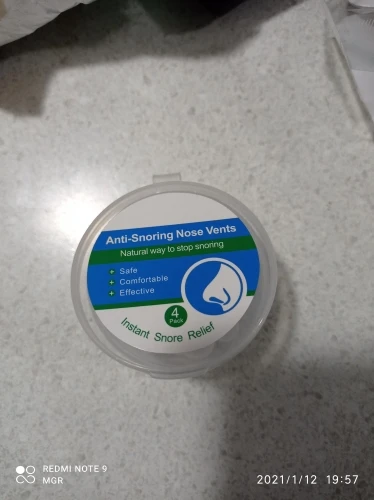 Anti-Snoring Nose Vents
Natural way to stop snoring
+ Safe
+ Comfortable
+ Effective
4
Pack
Instant Snore Relief
REDMI NOTE 9
MGR
2021/1/12 19:57